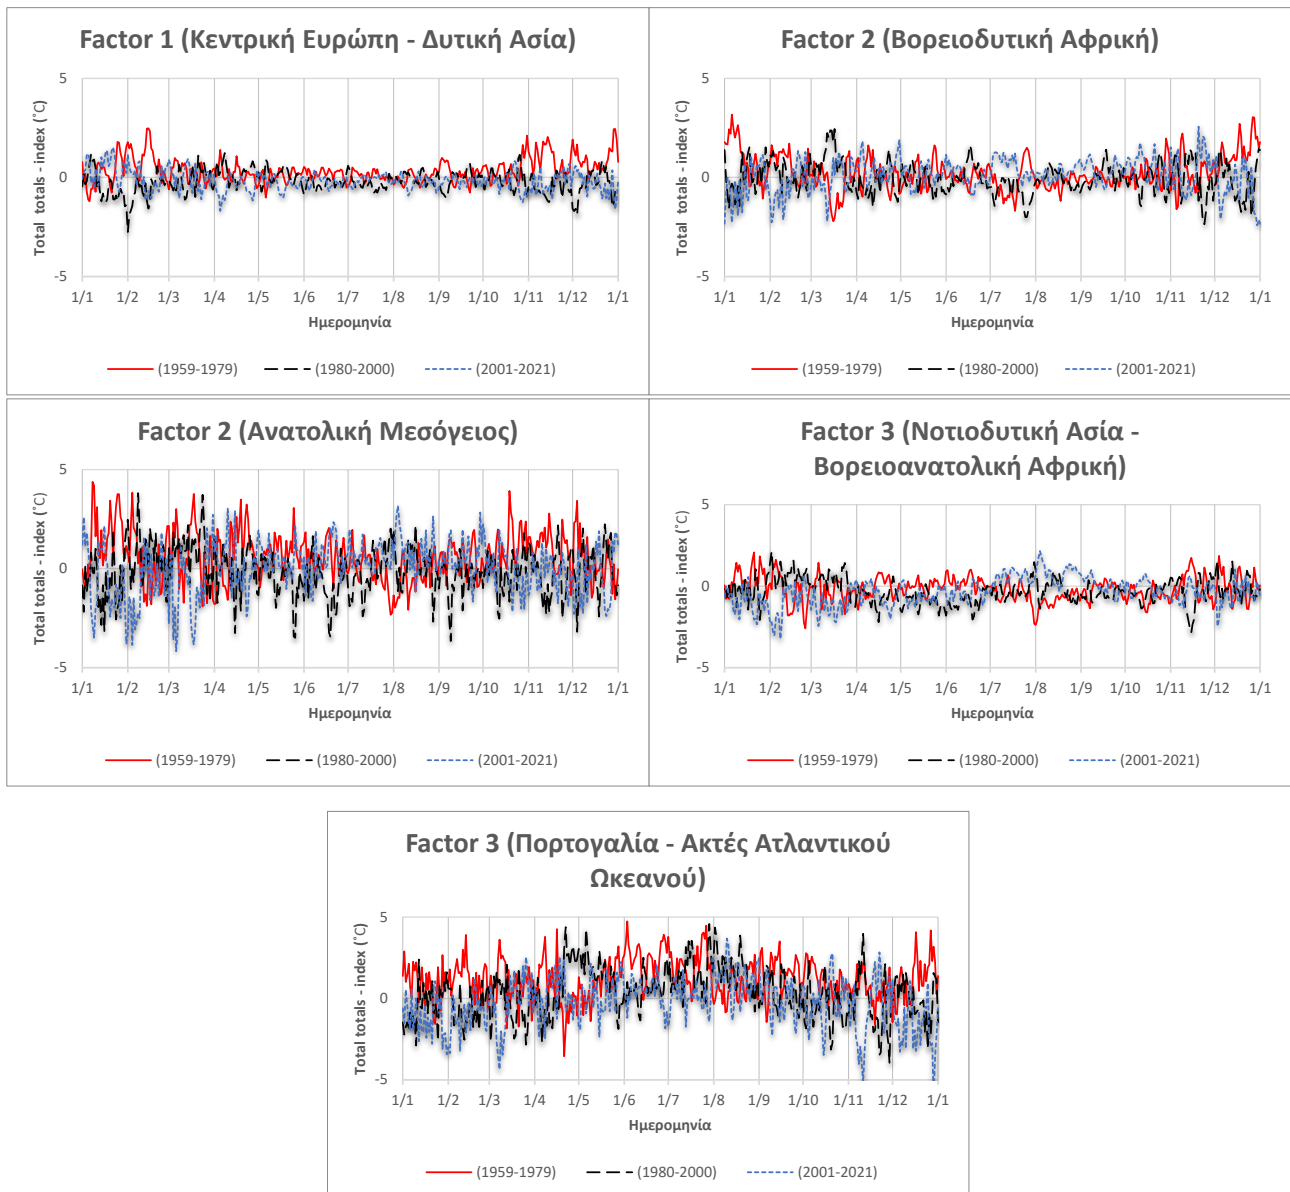 Factor 1 (Κεντρική Ευρώπη - Δυτική Ασία)
Total totals - index (˚C)
5
0
-5
1/1 1/2 1/3 1/4 1/5 1/6 1/7 1/8 1/9 1/10 1/11 1/12 1/1
Ημερομηνία
(1959-1979) (1980-2000) (2001-2021)
Factor 2 (Βορειοδυτική Αφρική)
Total totals - index (˚C)
5
0
-5
1/1 1/2 1/3 1/4 1/5 1/6 1/7 1/8 1/9 1/10 1/11 1/12 1/1
Ημερομηνία
(1959-1979) (1980-2000) (2001-2021)
Factor 2 (Ανατολική Μεσόγειος)
Total totals - index (˚C)
5
0
-5
1/1 1/2 1/3 1/4 1/5 1/6 1/7 1/8 1/9 1/10 1/11 1/12 1/1
Ημερομηνία
(1959-1979) (1980-2000) (2001-2021)
Factor 3 (Νοτιοδυτική Ασία -
Βορειοανατολική Αφρική)
Total totals - index (˚C)
5
0
-5
1/1 1/2 1/3 1/4 1/5 1/6 1/7 1/8 1/9 1/10 1/11 1/12 1/1
Ημερομηνία
(1959-1979) (1980-2000) (2001-2021)
Factor 3 (Πορτογαλία - Ακτές Ατλαντικού
Ωκεανού)
Total totals - index (˚C)
5
0
-5
1/1 1/2 1/3 1/4 1/5 1/6 1/7 1/8 1/9 1/10 1/11 1/12 1/1
Ημερομηνία
(1959-1979) (1980-2000) (2001-2021)